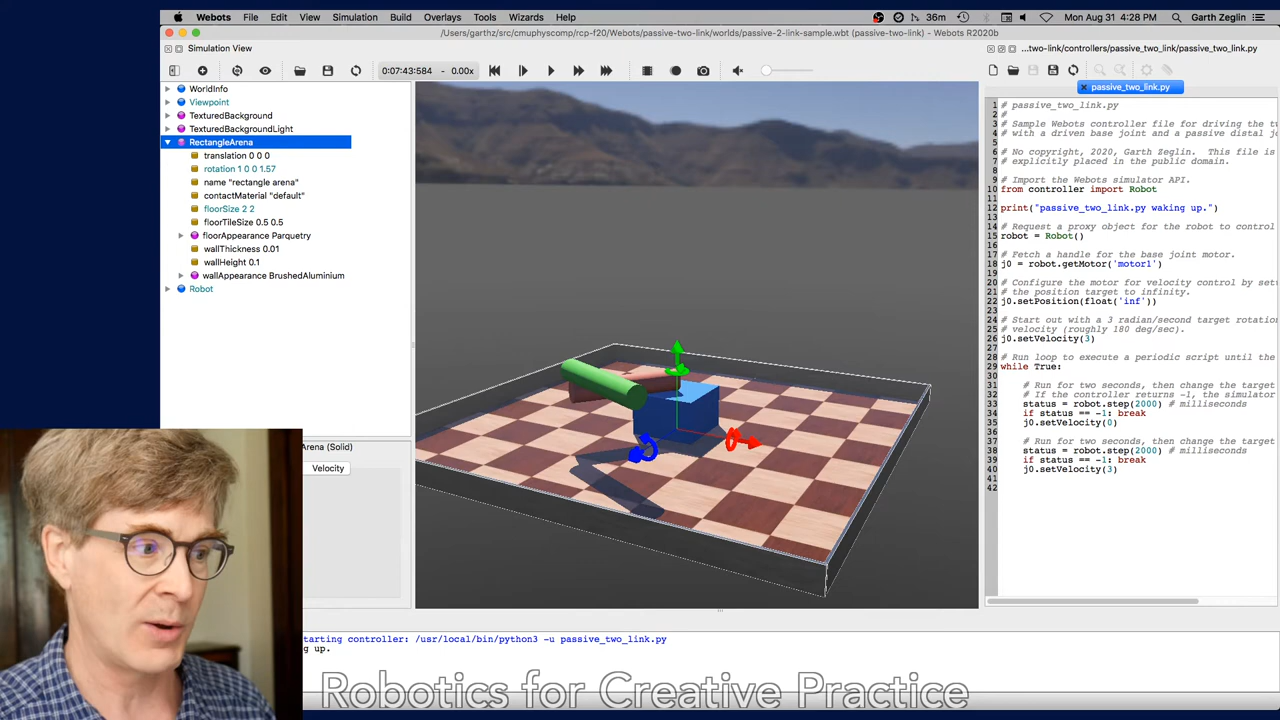 Webots File Edit View Simulation Build Overlays Tools Wizards Help 36m Mon Aug 31 4:28 PM Garth Zeglin
/Users/garthz/src/cmuphyscomp/rcp-f20/Webots/passive-two-link/worlds/passive-2-link-sample.wbt (passive-two-link) - Webots R2020b
Simulation View
...two-link/controllers/passive_two_link/passive_two_link.py
0:07:43:584 - 0.00x
passive_two_link.py
WorldInfo
Viewpoint
TexturedBackground
TexturedBackgroundLight
RectangleArena
translation 0 0 0
rotation 1 0 0 1.57
name "rectangle arena"
contactMaterial "default"
floorSize 2 2
floorTileSize 0.5 0.5
floorAppearance Parquetry
wallThickness 0.01
wallHeight 0.1
wallAppearance BrushedAluminium
Robot
Arena (Solid)
Velocity
1 # passive_two_link.py
2 #
3 # Sample Webots controller file for driving the t
4 # with a driven base joint and a passive distal j
5
6 # No copyright, 2020, Garth Zeglin. This file is
7 # explicitly placed in the public domain.
8
9 # Import the Webots simulator API.
10 from controller import Robot
11
12 print("passive_two_link.py waking up.")
13
14 # Request a proxy object for the robot to control
15 robot = Robot()
16
17 # Fetch a handle for the base joint motor.
18 j0 = robot.getMotor('motor1')
19
20 # Configure the motor for velocity control by set
21 # the position target to infinity.
22 j0.setPosition(float('inf'))
23
24 # Start out with a 3 radian/second target rotatio
25 # velocity (roughly 180 deg/sec).
26 j0.setVelocity(3)
27
28 # Run loop to execute a periodic script until the
29 while True:
30
31 # Run for two seconds, then change the target
32 # If the controller returns -1, the simulator
33 status = robot.step(2000) # milliseconds
34 if status == -1: break
35 j0.setVelocity(0)
36
37 # Run for two seconds, then change the target
38 status = robot.step(2000) # milliseconds
39 if status == -1: break
40 j0.setVelocity(3)
41
42
tarting controller: /usr/local/bin/python3 -u passive_two_link.py
g up.
Robotics for Creative Practice